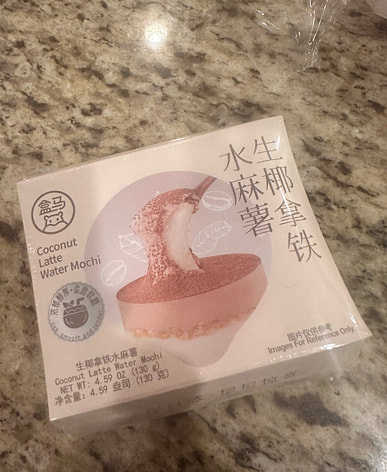 生椰拿铁
水麻薯
盒马
Coconut
Latte
Water Mochi
生椰拿铁水麻薯
Coconut Latte Water Mochi
NET WT: 4.59 OZ (130 g)
净含量: 4.59 盎司 (130 克)
图片仅供参考
Images For Reference Only